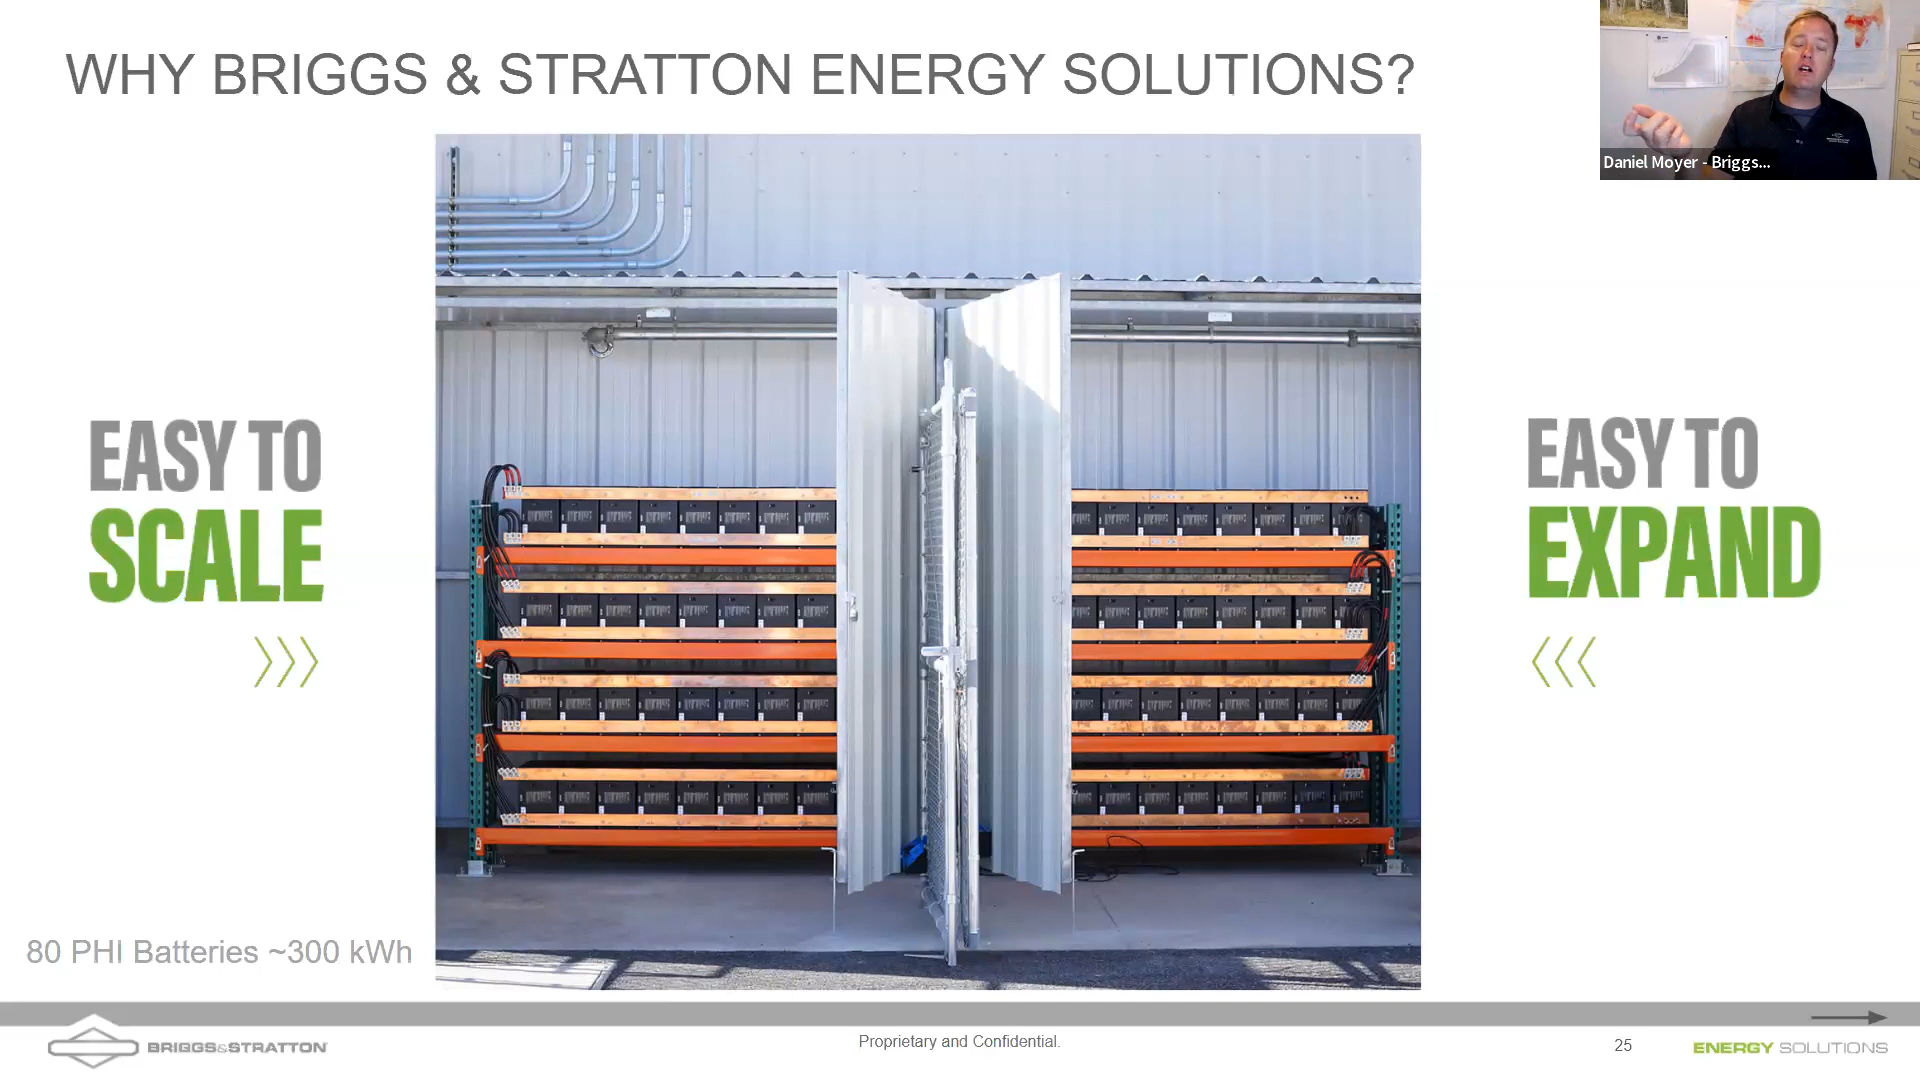 WHY BRIGGS & STRATTON ENERGY SOLUTIONS?
Daniel Moyer - Briggs...
EASY TO
SCALE
EASY TO
EXPAND
80 PHI Batteries ~300 kWh
BRIGGS&STRATTON
Proprietary and Confidential.
25
ENERGY SOLUTIONS